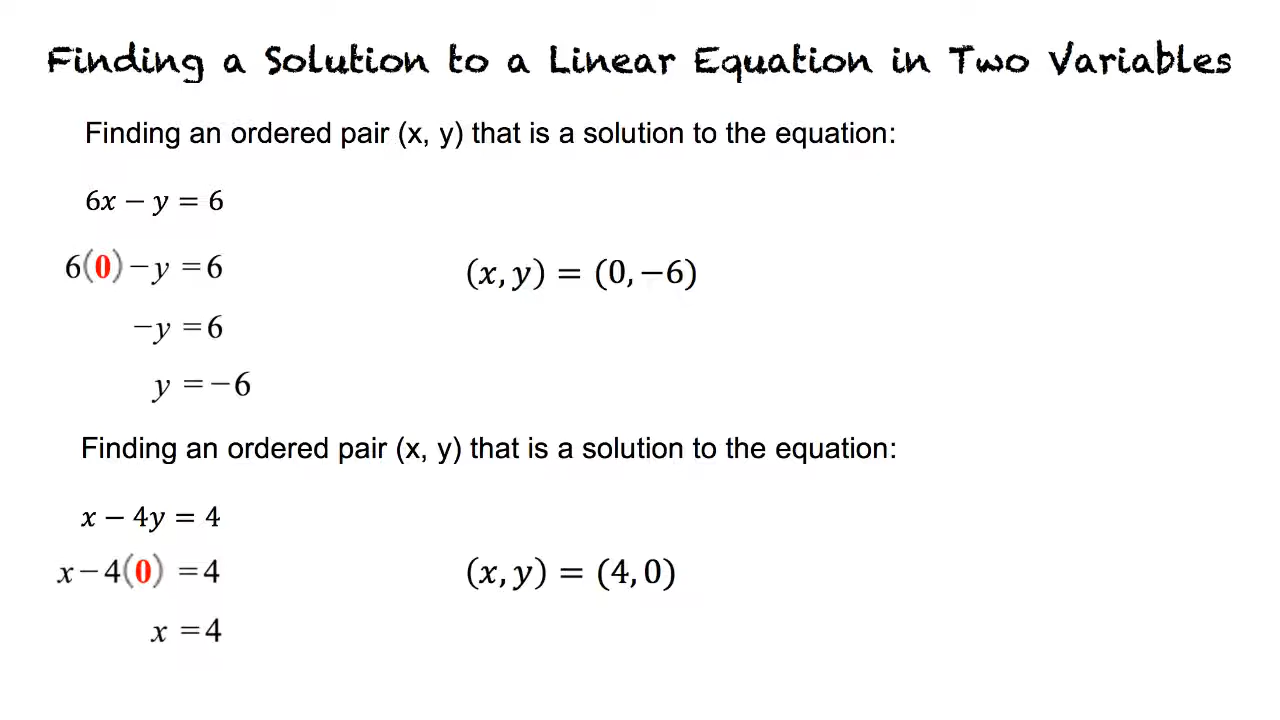 Finding a Solution to a Linear Equation in Two Variables
Finding an ordered pair (x, y) that is a solution to the equation:
6x − y = 6
6(0) − y = 6
(x, y) = (0, −6)
−y = 6
y = −6
Finding an ordered pair (x, y) that is a solution to the equation:
x − 4y = 4
x − 4(0) = 4
(x, y) = (4, 0)
x = 4